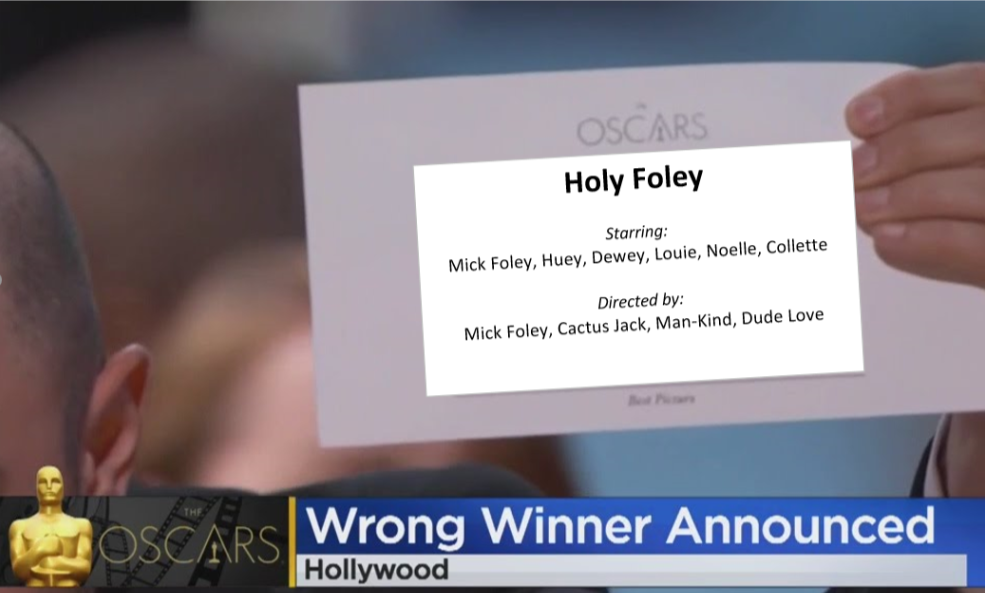 THE
OSCARS
Holy Foley
Starring:
Mick Foley, Huey, Dewey, Louie, Noelle, Collette
Directed by:
Mick Foley, Cactus Jack, Man-Kind, Dude Love
Best Picture
THE
OSCARS
Wrong Winner Announced
Hollywood